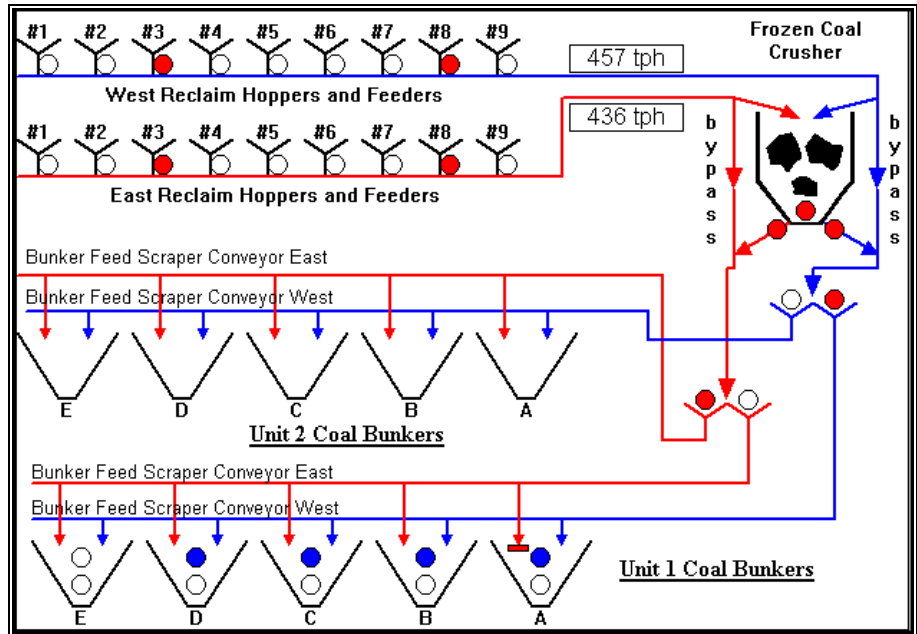 #1 #2 #3 #4 #5 #6 #7 #8 #9
457 tph
Frozen Coal
Crusher
West Reclaim Hoppers and Feeders
436 tph
#1 #2 #3 #4 #5 #6 #7 #8 #9
East Reclaim Hoppers and Feeders
bypass
bypass
Bunker Feed Scraper Conveyor East
Bunker Feed Scraper Conveyor West
E D C B A
Unit 2 Coal Bunkers
Bunker Feed Scraper Conveyor East
Bunker Feed Scraper Conveyor West
Unit 1 Coal Bunkers
E D C B A